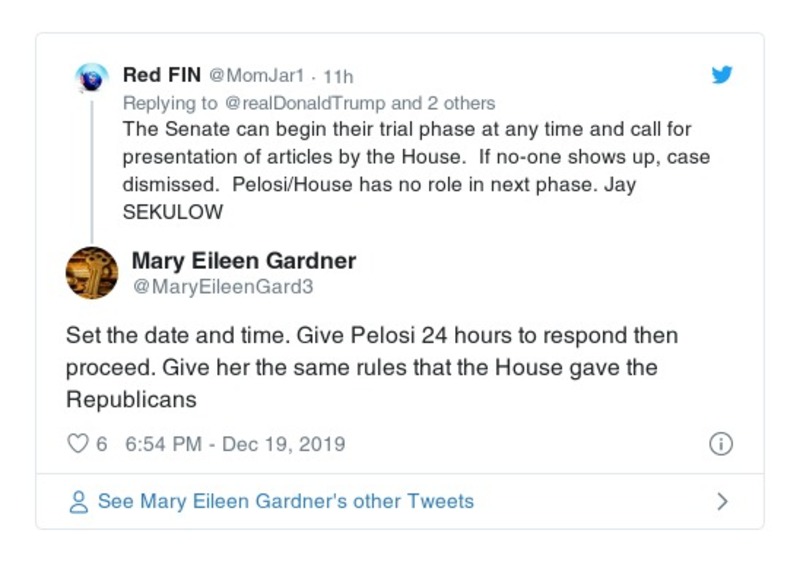 Red FIN @MomJar1 · 11h
Replying to @realDonaldTrump and 2 others
The Senate can begin their trial phase at any time and call for
presentation of articles by the House.  If no-one shows up, case
dismissed.  Pelosi/House has no role in next phase. Jay
SEKULOW
Mary Eileen Gardner
@MaryEileenGard3
Set the date and time. Give Pelosi 24 hours to respond then
proceed. Give her the same rules that the House gave the
Republicans
6 6:54 PM - Dec 19, 2019
See Mary Eileen Gardner's other Tweets